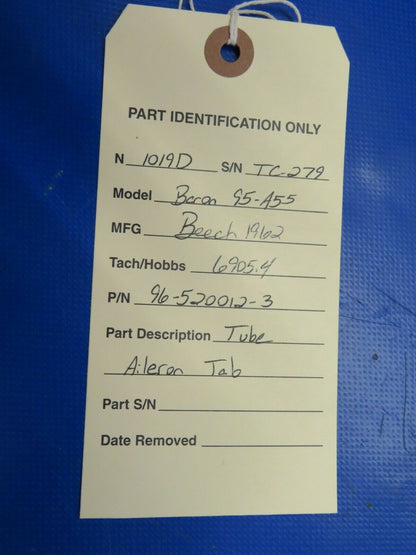 PART IDENTIFICATION ONLY
N 1019D S/N TC-279
Model Baron 95-A55
MFG Beech 1962
Tach/Hobbs 6905.4
P/N 96-520012-3
Part Description Tube
Aileron Tab
Part S/N
Date Removed